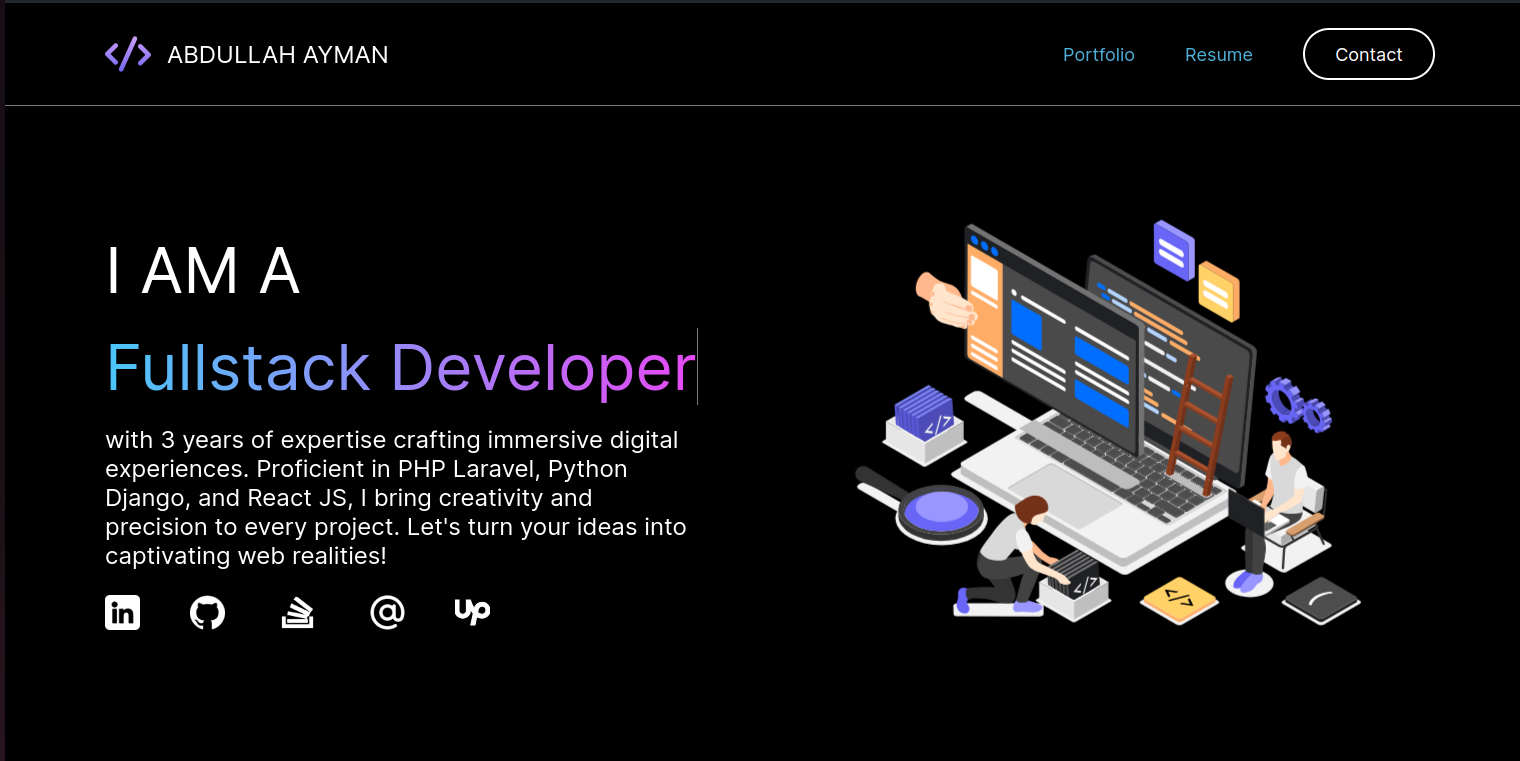 </> ABDULLAH AYMAN
Portfolio
Resume
Contact
I AM A
Fullstack Developer
with 3 years of expertise crafting immersive digital
experiences. Proficient in PHP Laravel, Python
Django, and React JS, I bring creativity and
precision to every project. Let's turn your ideas into
captivating web realities!
in
@
up
</>
</>
</>